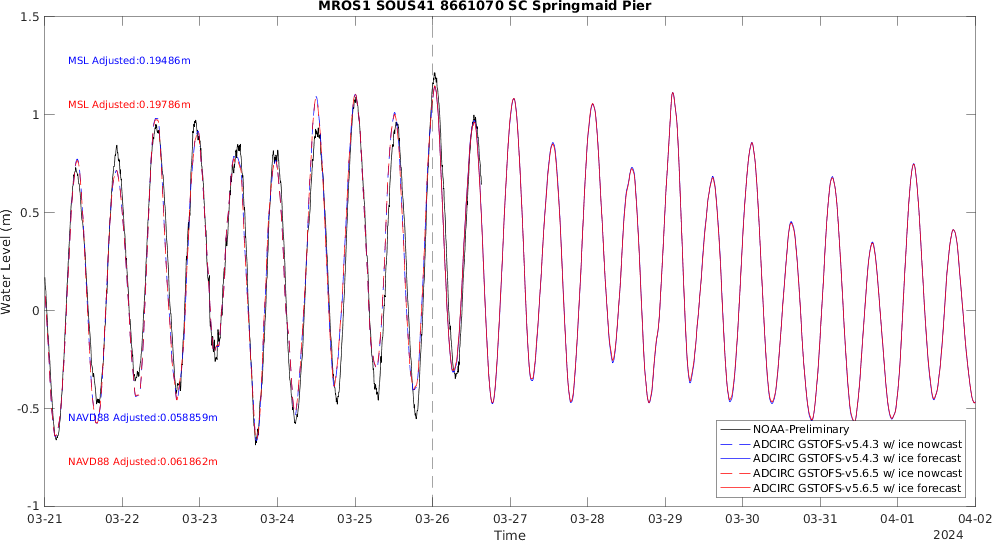 MROS1 SOUS41 8661070 SC Springmaid Pier
1.5
1
0.5
0
-0.5
-1
Water Level (m)
MSL Adjusted:0.19486m
MSL Adjusted:0.19786m
NAVD88 Adjusted:0.058859m
NAVD88 Adjusted:0.061862m
NOAA-Preliminary
ADCIRC GSTOFS-v5.4.3 w/ ice nowcast
ADCIRC GSTOFS-v5.4.3 w/ ice forecast
ADCIRC GSTOFS-v5.6.5 w/ ice nowcast
ADCIRC GSTOFS-v5.6.5 w/ ice forecast
03-21 03-22 03-23 03-24 03-25 03-26 03-27 03-28 03-29 03-30 03-31 04-01 04-02
2024
Time